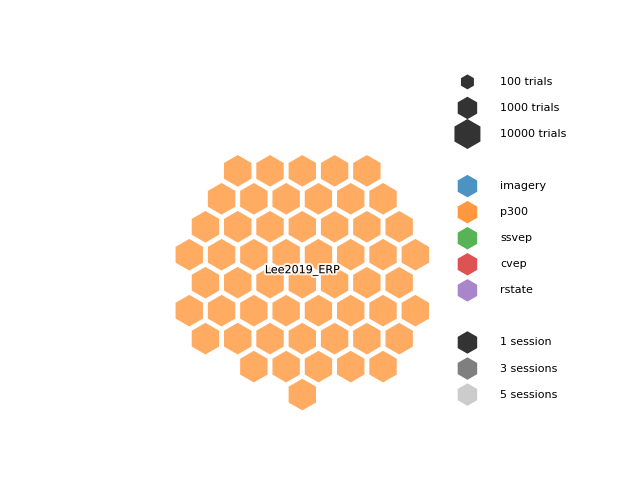 100 trials
1000 trials
10000 trials
imagery
p300
ssvep
Lee2019_ERP
cvep
rstate
1 session
3 sessions
5 sessions